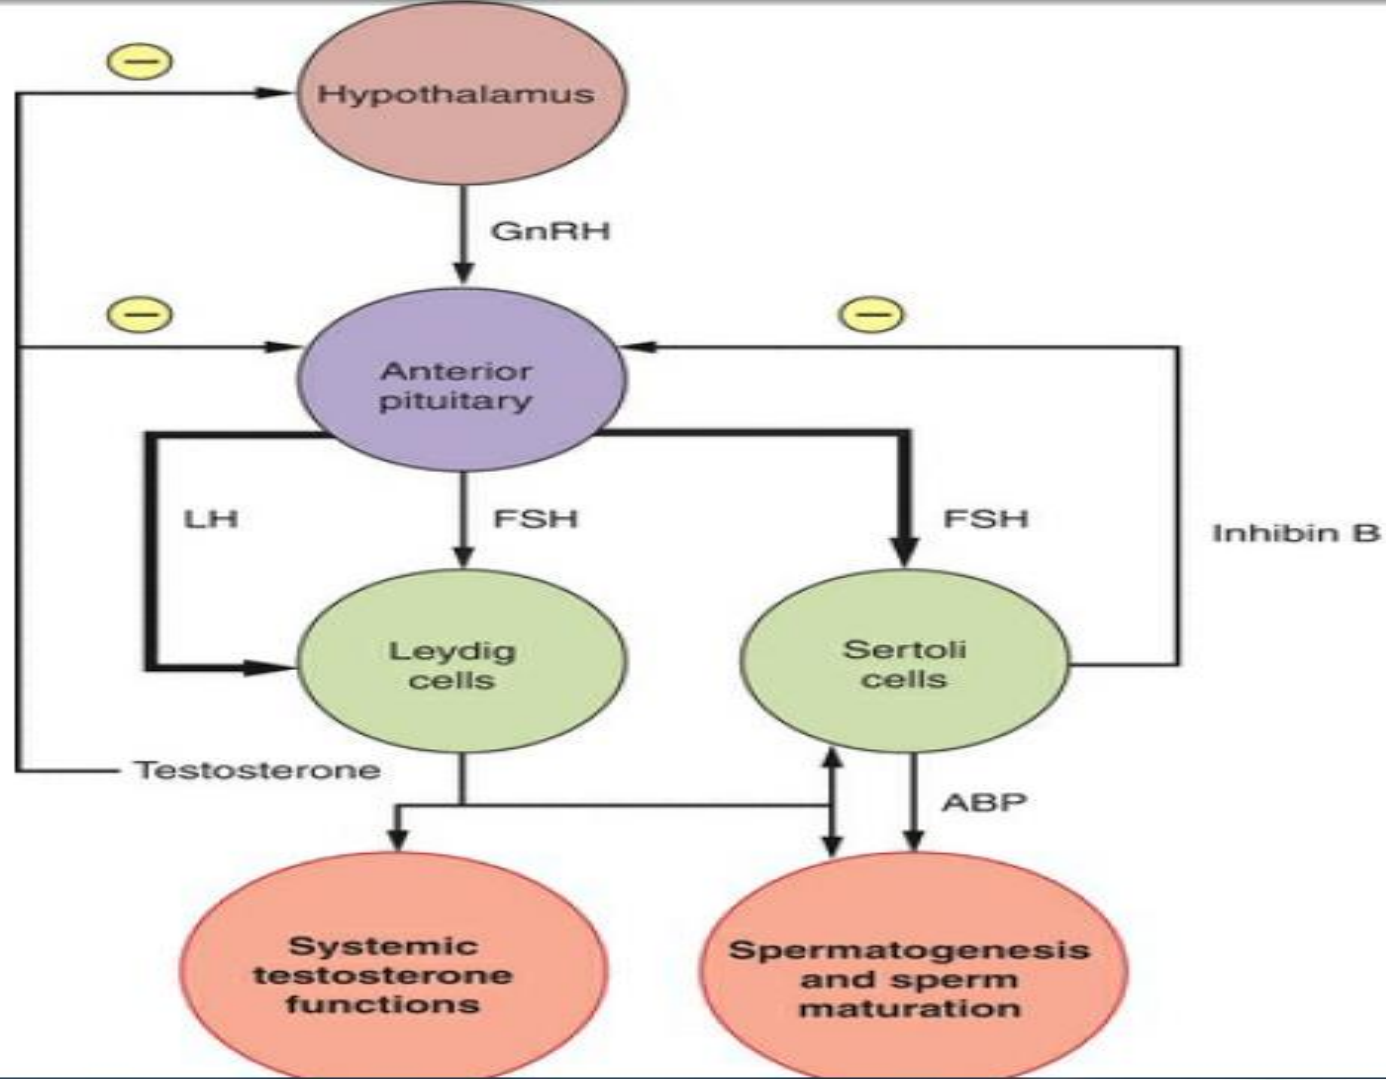 Hypothalamus
GnRH
Anterior
pituitary
LH
FSH
FSH
Inhibin B
Leydig
cells
Sertoli
cells
Testosterone
ABP
Systemic
testosterone
functions
Spermatogenesis
and sperm
maturation